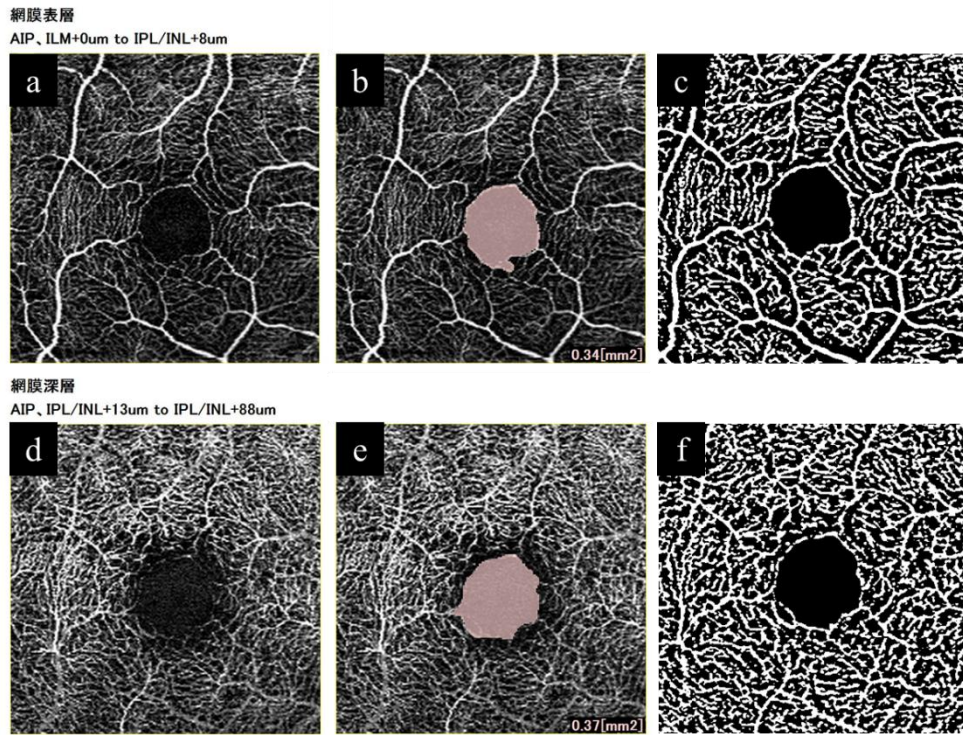 網膜表層
AIP、ILM+0um to IPL/INL+8um
a
b
c
0.34[mm2]
網膜深層
AIP、IPL/INL+13um to IPL/INL+88um
d
e
f
0.37[mm2]